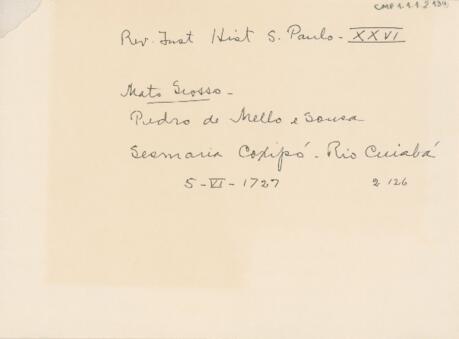 CMP 1.1.1.2 194
Rev. Inst Hist S. Paulo - XXVI
Mato Grosso -
Pedro de Mello e Sousa
Sesmaria Coxipó - Rio Cuiabá
5 - VI - 1727 2 126